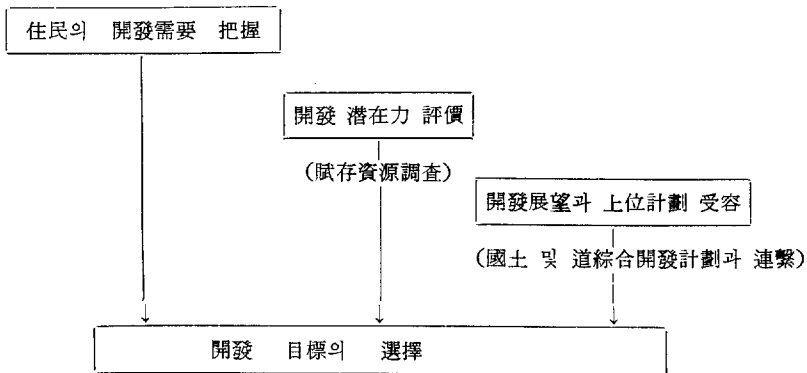 住民의 開發需要 把握
開發 潛在力 評價
(賦存資源調査)
開發展望과 上位計劃 受容
(國土 및 道綜合開發計劃과 連繫)
開發 目標의 選擇